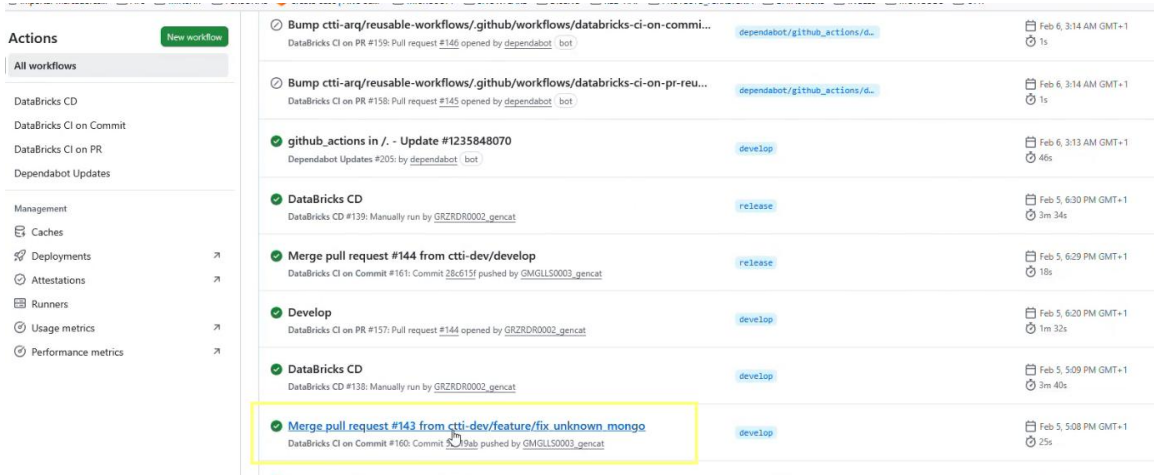 Actions
New workflow
All workflows
DataBricks CD
DataBricks CI on Commit
DataBricks CI on PR
Dependabot Updates
Management
Caches
Deployments
Attestations
Runners
Usage metrics
Performance metrics
Bump ctti-arq/reusable-workflows/.github/workflows/databricks-ci-on-commi...
DataBricks CI on PR #159: Pull request #146 opened by dependabot bot
dependabot/github_actions/d…
Feb 6, 3:14 AM GMT+1
1s
Bump ctti-arq/reusable-workflows/.github/workflows/databricks-ci-on-pr-reu...
DataBricks CI on PR #158: Pull request #145 opened by dependabot bot
dependabot/github_actions/d…
Feb 6, 3:14 AM GMT+1
1s
github_actions in /. - Update #1235848070
Dependabot Updates #205: by dependabot bot
develop
Feb 6, 3:13 AM GMT+1
46s
DataBricks CD
DataBricks CD #139: Manually run by GRZRDR0002_gencat
release
Feb 5, 6:30 PM GMT+1
3m 34s
Merge pull request #144 from ctti-dev/develop
DataBricks CI on Commit #161: Commit 28c615f pushed by GMGLLS0003_gencat
release
Feb 5, 6:29 PM GMT+1
18s
Develop
DataBricks CI on PR #157: Pull request #144 opened by GRZRDR0002_gencat
develop
Feb 5, 6:20 PM GMT+1
1m 32s
DataBricks CD
DataBricks CD #138: Manually run by GRZRDR0002_gencat
develop
Feb 5, 5:09 PM GMT+1
3m 40s
Merge pull request #143 from ctti-dev/feature/fix_unknown_mongo
DataBricks CI on Commit #160: Commit pushed by GMGLLS0003_gencat
develop
Feb 5, 5:08 PM GMT+1
25s